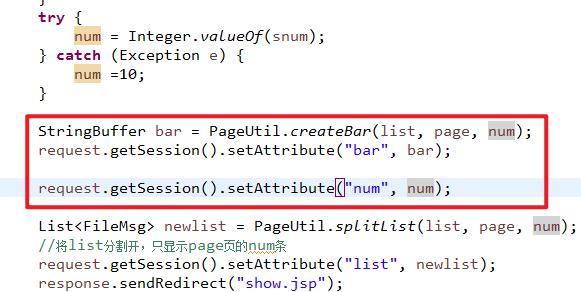 }
try {
num = Integer.valueOf(snum);
} catch (Exception e) {
num =10;
}
StringBuffer bar = PageUtil.createBar(list, page, num);
request.getSession().setAttribute("bar", bar);
request.getSession().setAttribute("num", num);
List<FileMsg> newlist = PageUtil.splitList(list, page, num);
//将list分割开，只显示page页的num条
request.getSession().setAttribute("list", newlist);
response.sendRedirect("show.jsp");